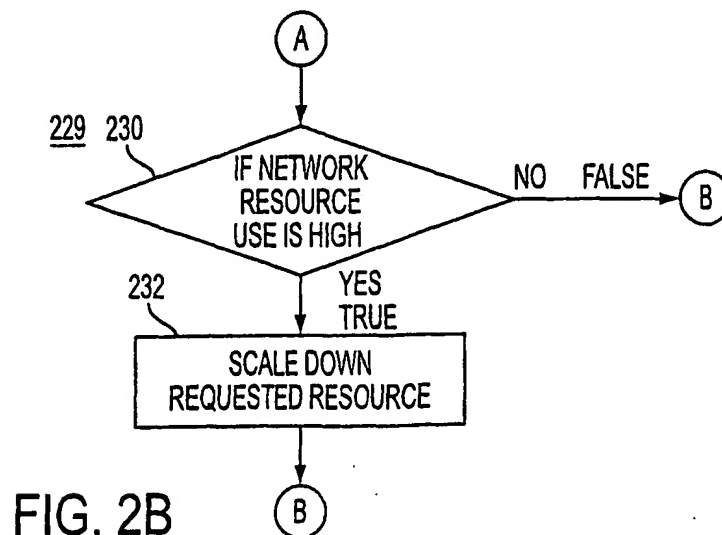 A
229 230
IF NETWORK
RESOURCE
USE IS HIGH
NO FALSE
B
YES
TRUE
232
SCALE DOWN
REQUESTED RESOURCE
B
FIG. 2B